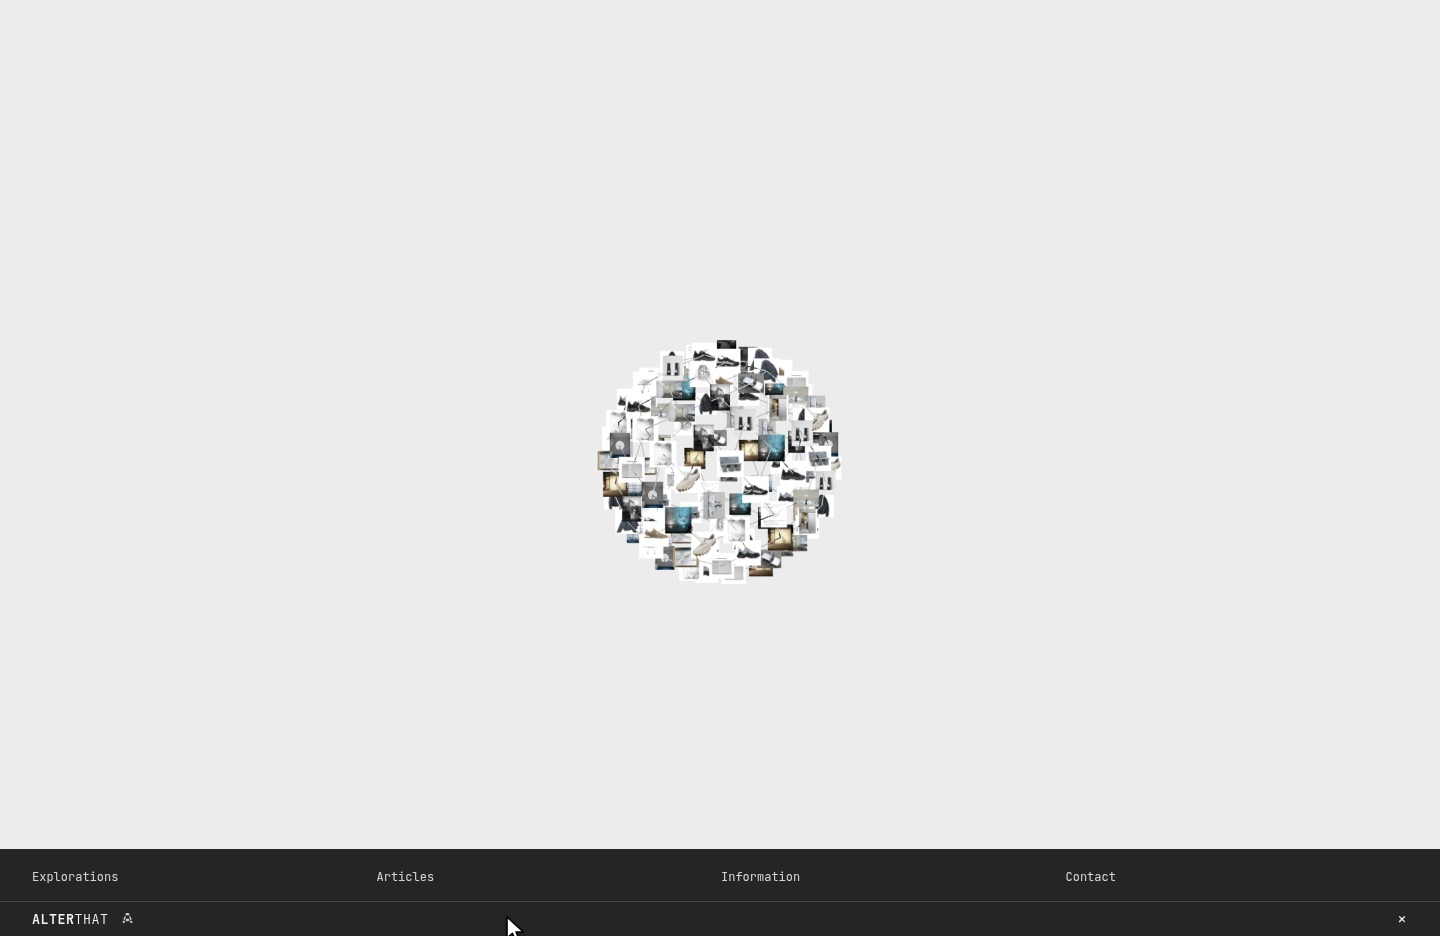 Explorations
Articles
Information
Contact
ALTERTHAT